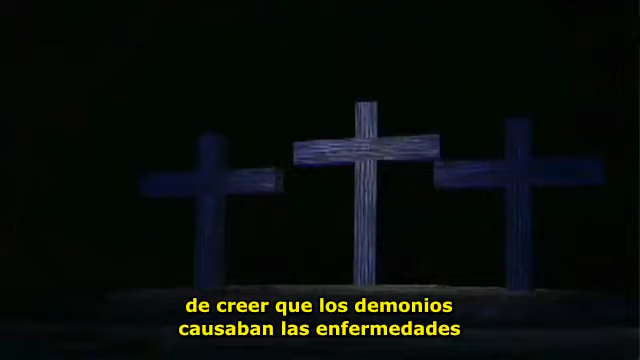 de creer que los demonios
causaban las enfermedades